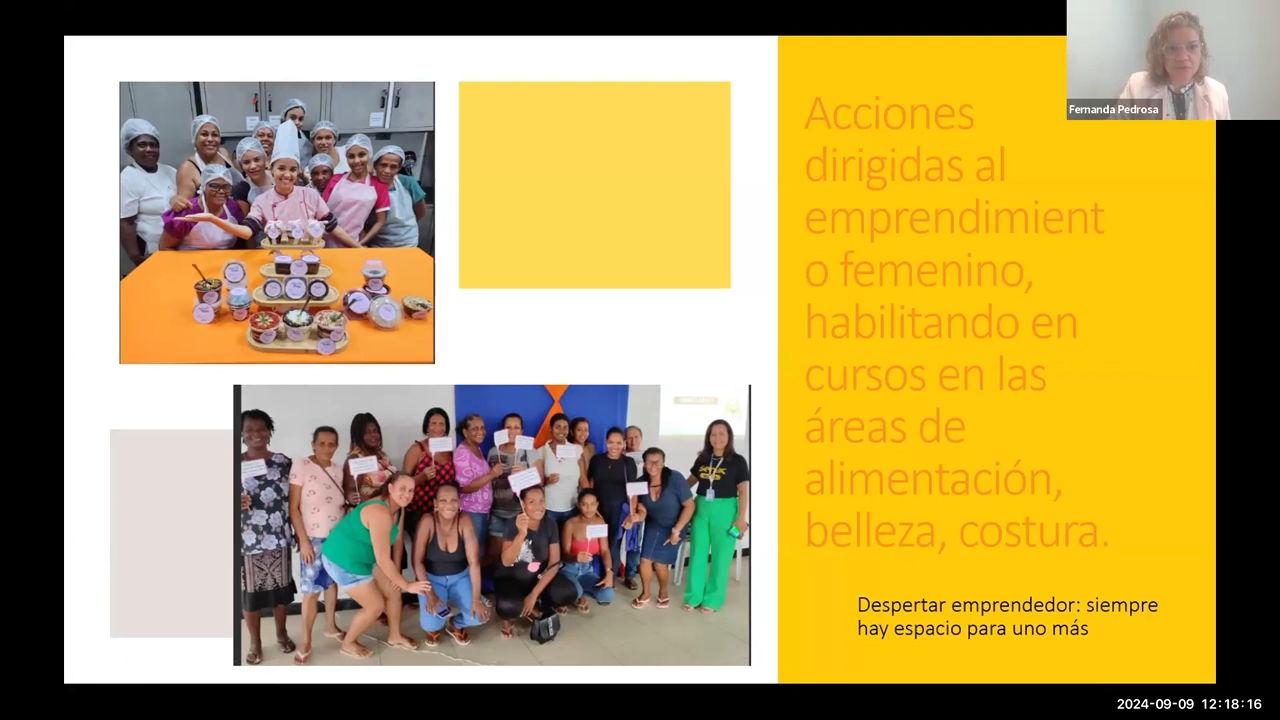 Fernanda Pedrosa
Acciones
dirigidas al
emprendimient
o femenino,
habilitando en
cursos en las
áreas de
alimentación,
belleza, costura.
Despertar emprendedor: siempre
hay espacio para uno más
2024-09-09 12:18:16